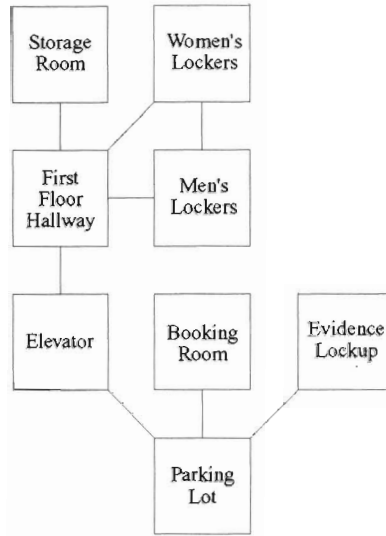 Storage
Room
Women's
Lockers
First
Floor
Hallway
Men's
Lockers
Elevator
Booking
Room
Evidence
Lockup
Parking
Lot